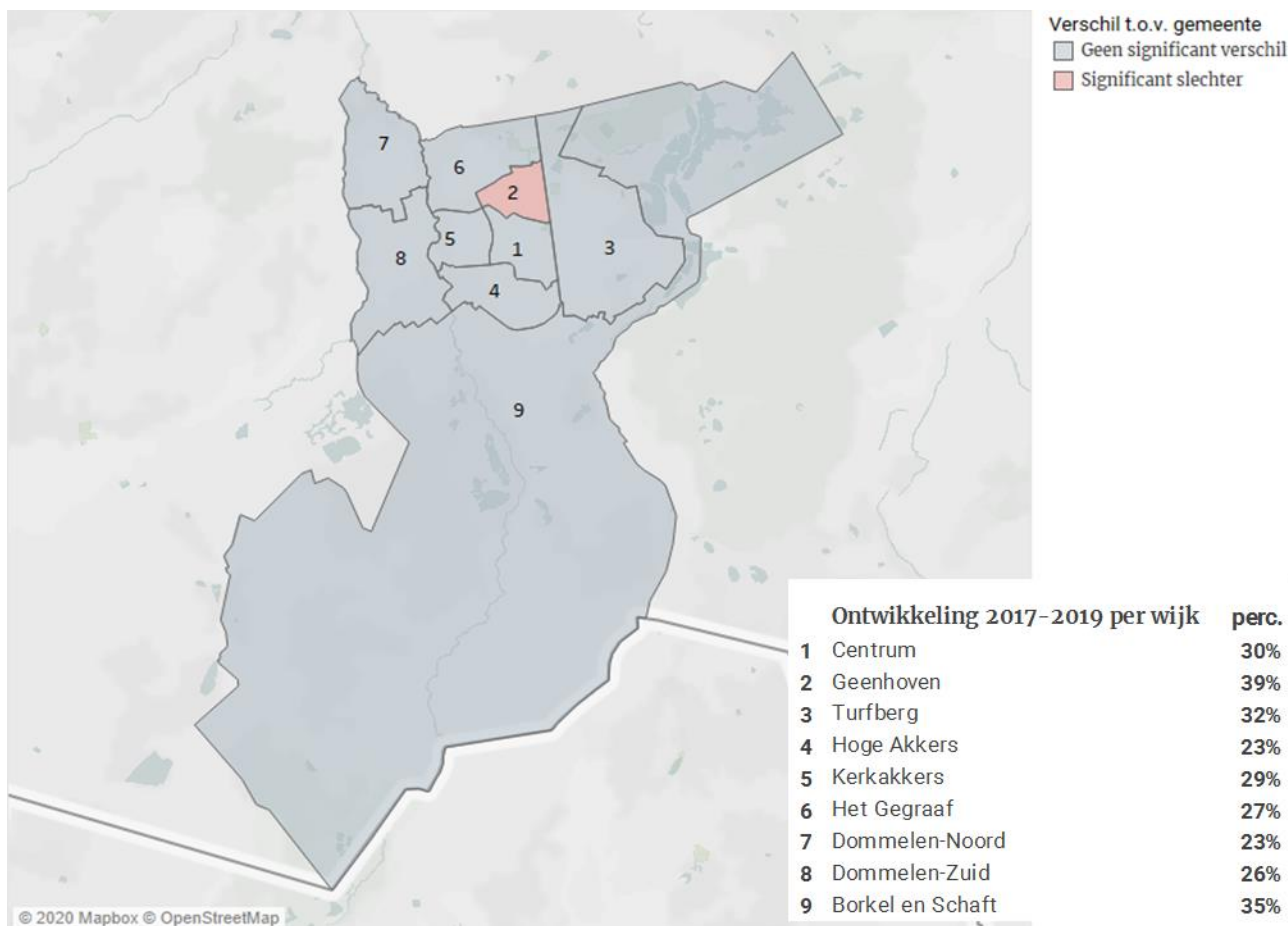 Verschil t.o.v. gemeente
Geen significant verschil
Significant slechter
7
6
2
5
1
3
8
4
9
Ontwikkeling 2017-2019 per wijk perc.
1 Centrum 30%
2 Geenhoven 39%
3 Turfberg 32%
4 Hoge Akkers 23%
5 Kerkakkers 29%
6 Het Gegraaf 27%
7 Dommelen-Noord 23%
8 Dommelen-Zuid 26%
9 Borkel en Schaft 35%
© 2020 Mapbox © OpenStreetMap